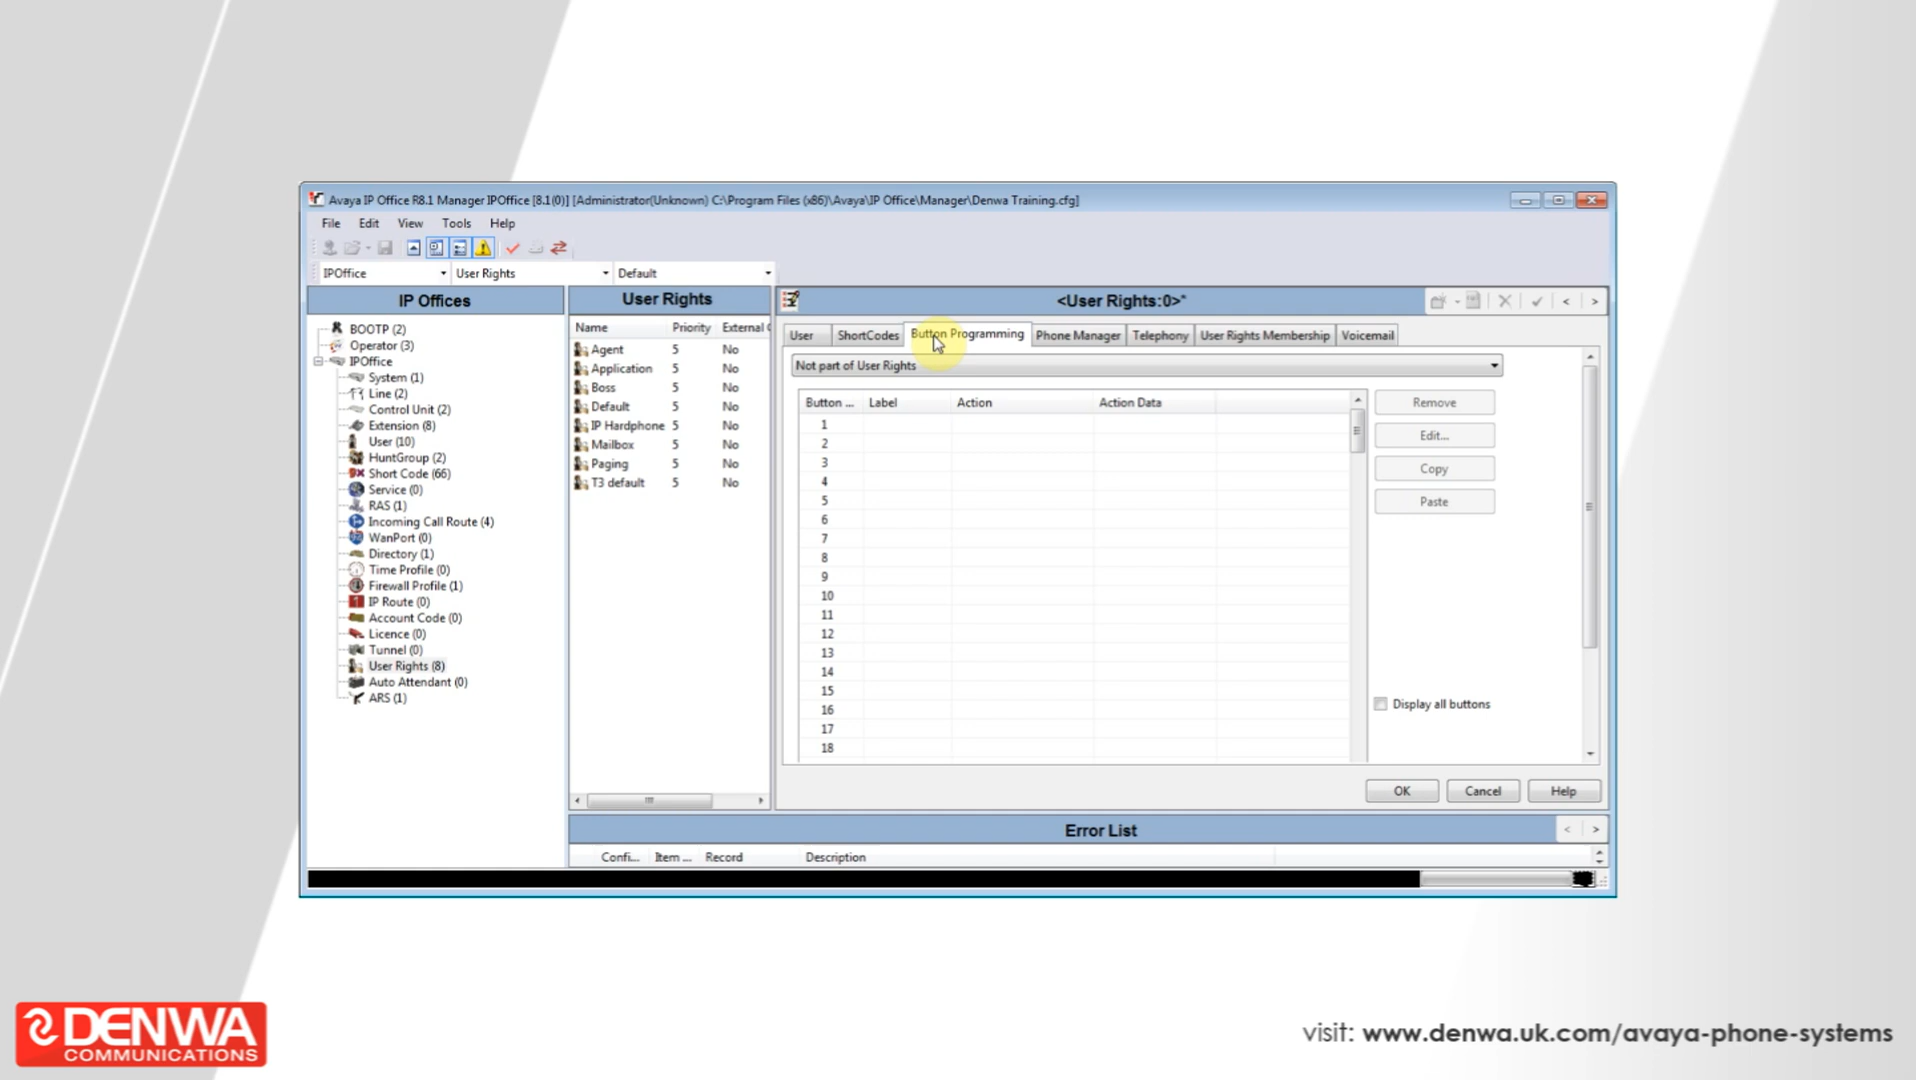 Avaya IP Office R8.1 Manager IPOffice [8.1(0)] [Administrator(Unknown) C:\Program Files (x86)\Avaya\IP Office\Manager\Denwa Training.cfg]
File Edit View Tools Help
IPOffice User Rights Default
IP Offices
BOOTP (2)
Operator (3)
IPOffice
System (1)
Line (2)
Control Unit (2)
Extension (8)
User (10)
HuntGroup (2)
Short Code (66)
Service (0)
RAS (1)
Incoming Call Route (4)
WanPort (0)
Directory (1)
Time Profile (0)
Firewall Profile (1)
IP Route (0)
Account Code (0)
Licence (0)
Tunnel (0)
User Rights (8)
Auto Attendant (0)
ARS (1)
User Rights
Name Priority External
Agent 5 No
Application 5 No
Boss 5 No
Default 5 No
IP Hardphone 5 No
Mailbox 5 No
Paging 5 No
T3 default 5 No
<User Rights:0>*
User ShortCodes Button Programming Phone Manager Telephony User Rights Membership Voicemail
Not part of User Rights
Button ... Label Action Action Data
1
2
3
4
5
6
7
8
9
10
11
12
13
14
15
16
17
18
Remove
Edit...
Copy
Paste
Display all buttons
OK Cancel Help
Error List
Confi... Item ... Record Description
DENWA
COMMUNICATIONS
visit: www.denwa.uk.com/avaya-phone-systems